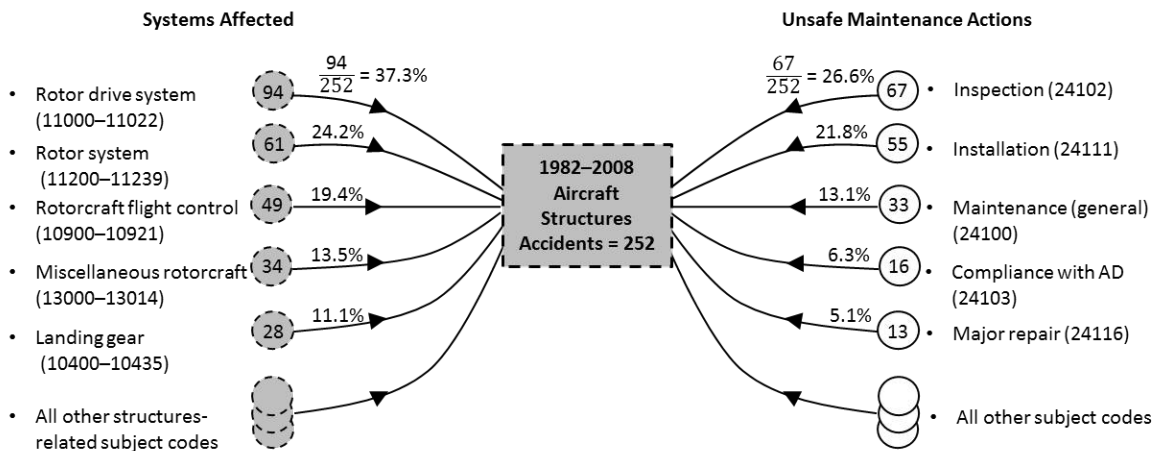 Systems Affected
• Rotor drive system
(11000–11022)
94
94
252
= 37.3%
• Rotor system
(11200–11239)
61
24.2%
• Rotorcraft flight control
(10900–10921)
49
19.4%
• Miscellaneous rotorcraft
(13000–13014)
34
13.5%
• Landing gear
(10400–10435)
28
11.1%
• All other structures-
related subject codes
1982–2008
Aircraft
Structures
Accidents = 252
Unsafe Maintenance Actions
67
252
= 26.6%
67
• Inspection (24102)
21.8%
55
• Installation (24111)
13.1%
33
• Maintenance (general)
(24100)
6.3%
16
• Compliance with AD
(24103)
5.1%
13
• Major repair (24116)
• All other subject codes